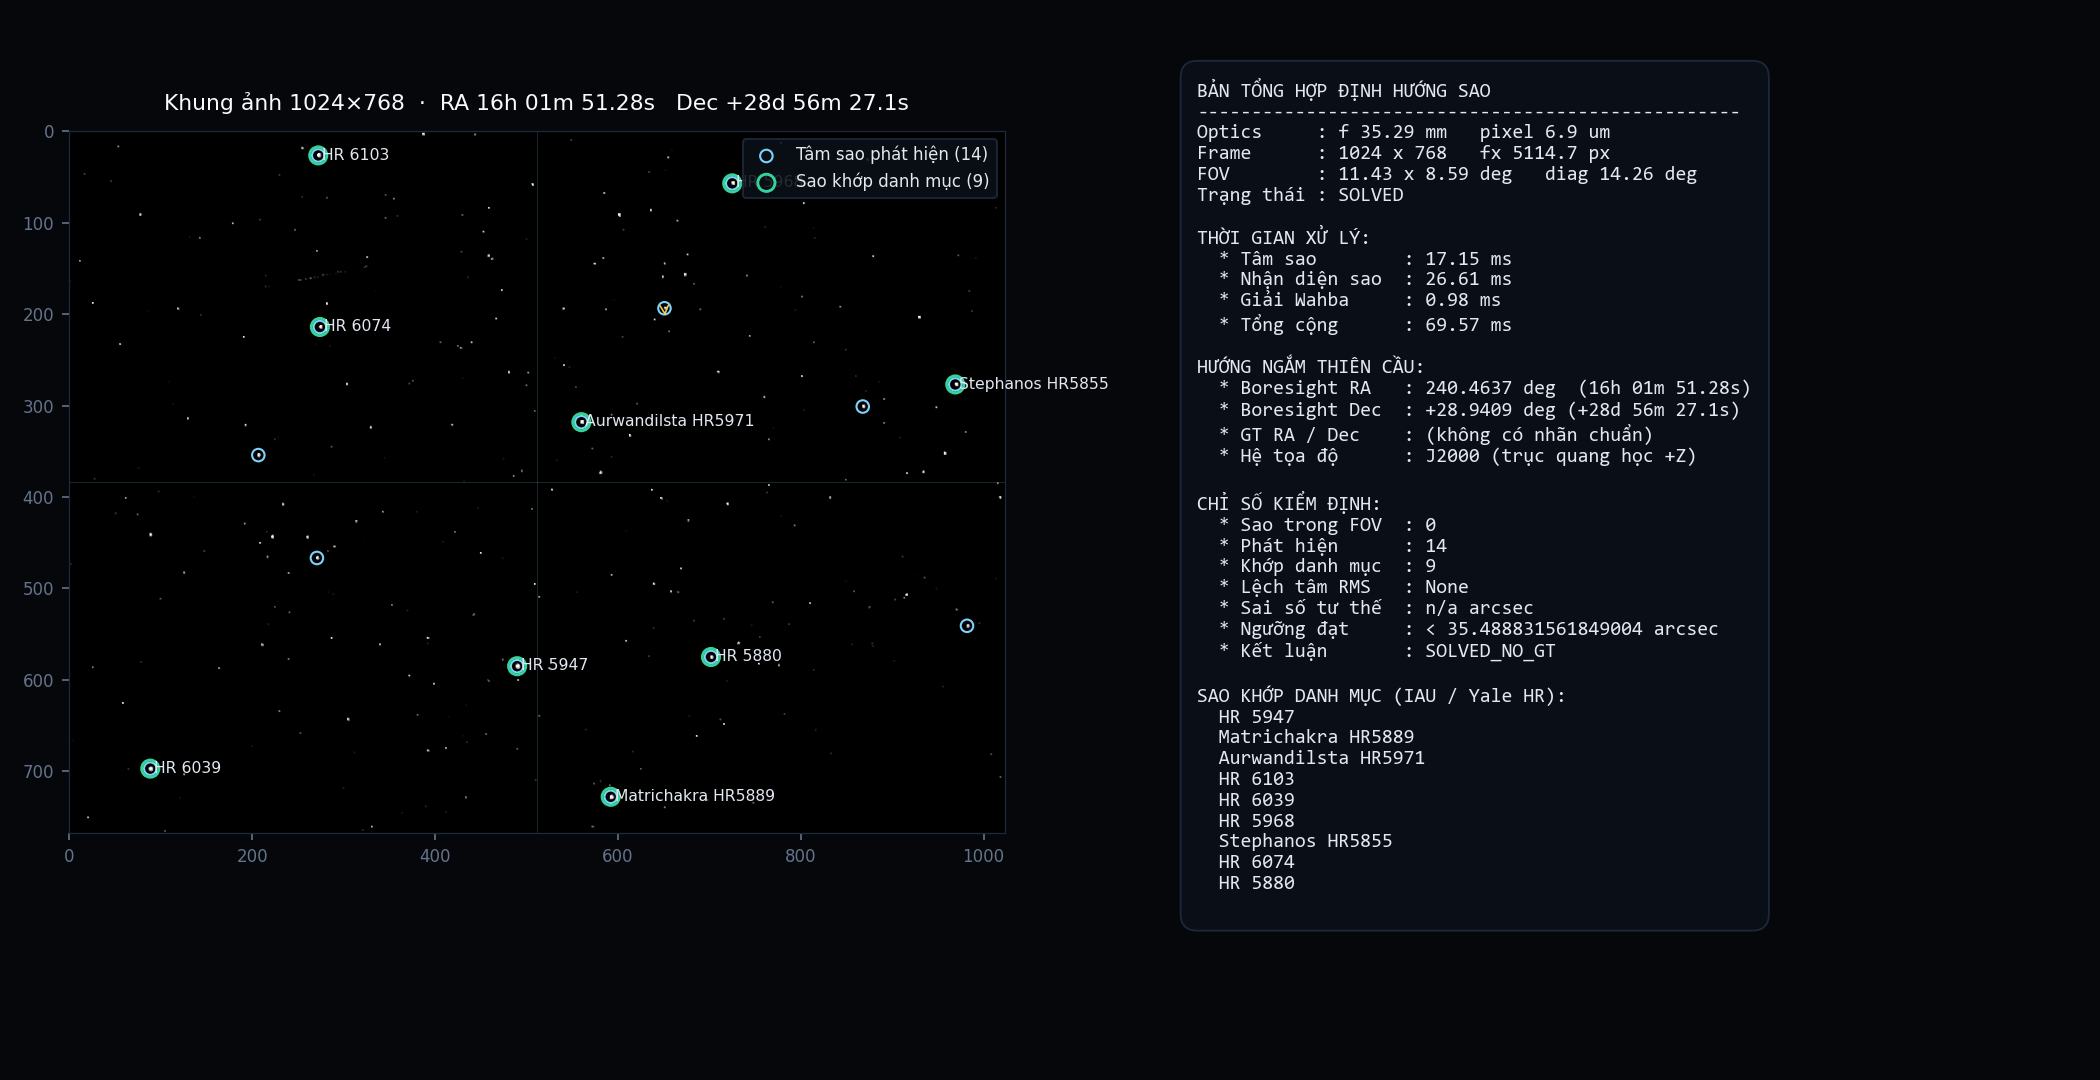 Khung ảnh 1024×768 · RA 16h 01m 51.28s Dec +28d 56m 27.1s
Tâm sao phát hiện (14)
Sao khớp danh mục (9)
HR 6103
HR 5968
HR 6074
Stephanos HR5855
Aurwandilsta HR5971
HR 5947
HR 5880
HR 6039
Matrichakra HR5889
0
100
200
300
400
500
600
700
0 200 400 600 800 1000
BẢN TỔNG HỢP ĐỊNH HƯỚNG SAO
--------------------------------------------------
Optics : f 35.29 mm pixel 6.9 um
Frame : 1024 x 768 fx 5114.7 px
FOV : 11.43 x 8.59 deg diag 14.26 deg
Trạng thái : SOLVED
THỜI GIAN XỬ LÝ:
* Tâm sao : 17.15 ms
* Nhận diện sao : 26.61 ms
* Giải Wahba : 0.98 ms
* Tổng cộng : 69.57 ms
HƯỚNG NGẮM THIÊN CẦU:
* Boresight RA : 240.4637 deg (16h 01m 51.28s)
* Boresight Dec : +28.9409 deg (+28d 56m 27.1s)
* GT RA / Dec : (không có nhãn chuẩn)
* Hệ tọa độ : J2000 (trục quang học +Z)
CHỈ SỐ KIỂM ĐỊNH:
* Sao trong FOV : 0
* Phát hiện : 14
* Khớp danh mục : 9
* Lệch tâm RMS : None
* Sai số tư thế : n/a arcsec
* Ngưỡng đạt : < 35.488831561849004 arcsec
* Kết luận : SOLVED_NO_GT
SAO KHỚP DANH MỤC (IAU / Yale HR):
HR 5947
Matrichakra HR5889
Aurwandilsta HR5971
HR 6103
HR 6039
HR 5968
Stephanos HR5855
HR 6074
HR 5880